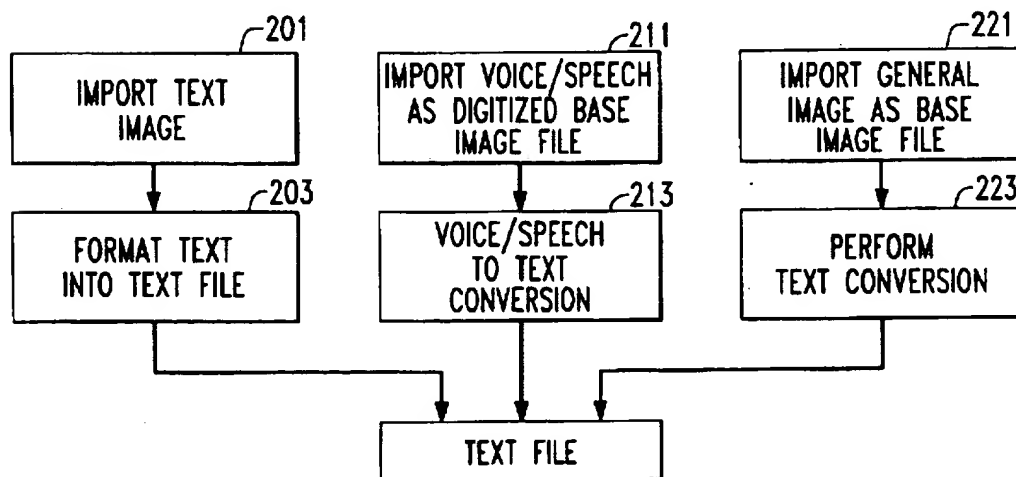 201
IMPORT TEXT
IMAGE
211
IMPORT VOICE/SPEECH
AS DIGITIZED BASE
IMAGE FILE
221
IMPORT GENERAL
IMAGE AS BASE
IMAGE FILE
203
FORMAT TEXT
INTO TEXT FILE
213
VOICE/SPEECH
TO TEXT
CONVERSION
223
PERFORM
TEXT CONVERSION
TEXT FILE